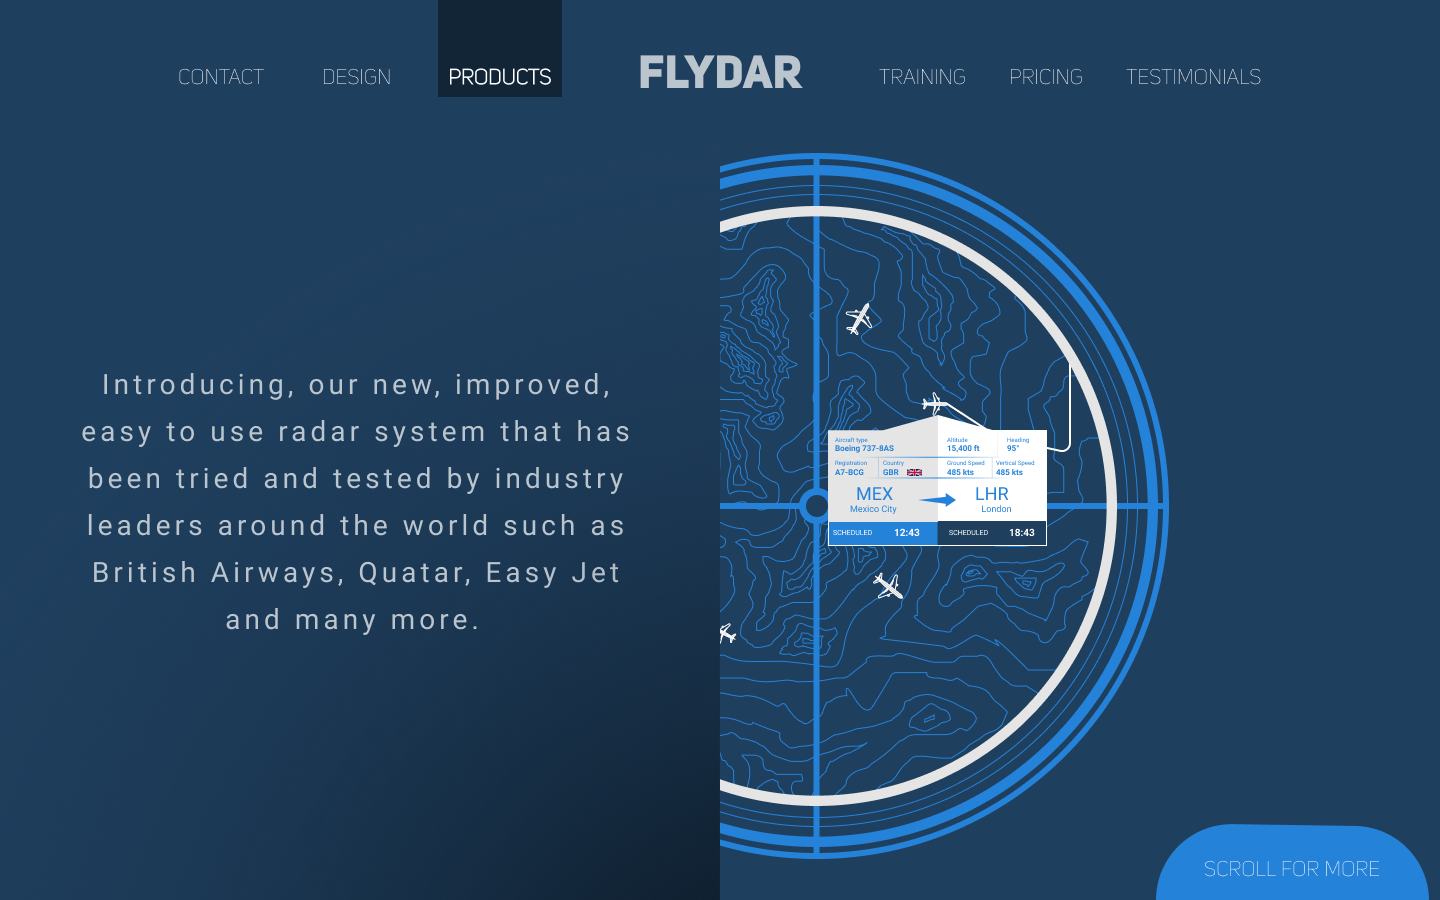 CONTACT DESIGN PRODUCTS FLYDAR TRAINING PRICING TESTIMONIALS
Introducing, our new, improved,
easy to use radar system that has
been tried and tested by industry
leaders around the world such as
British Airways, Quatar, Easy Jet
and many more.
Aircraft type Altitude Heading
Boeing 737-8AS 15,400 ft 95°
Registration Country Ground Speed Vertical Speed
A7-BCG GBR 485 kts 485 kts
MEX LHR
Mexico City London
SCHEDULED 12:43 SCHEDULED 18:43
SCROLL FOR MORE